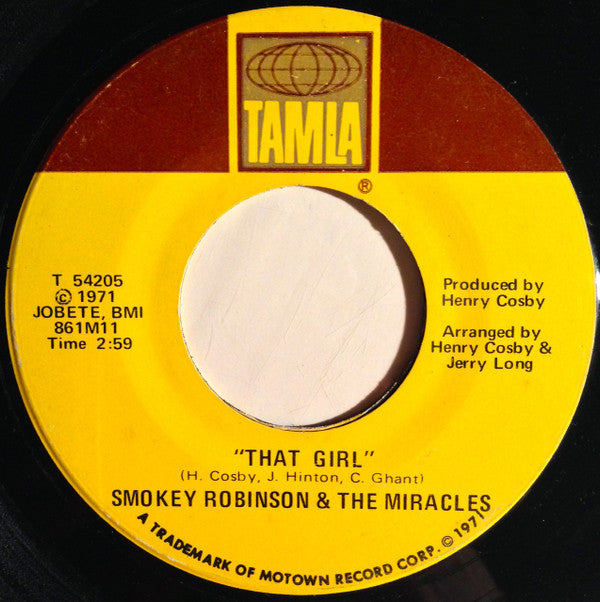 TAMLA
®
T 54205
© 1971
JOBETE, BMI
861M11
Time 2:59
Produced by
Henry Cosby
Arranged by
Henry Cosby &
Jerry Long
"THAT GIRL"
(H. Cosby, J. Hinton, C. Ghant)
SMOKEY ROBINSON & THE MIRACLES
A TRADEMARK OF MOTOWN RECORD CORP. © 1971